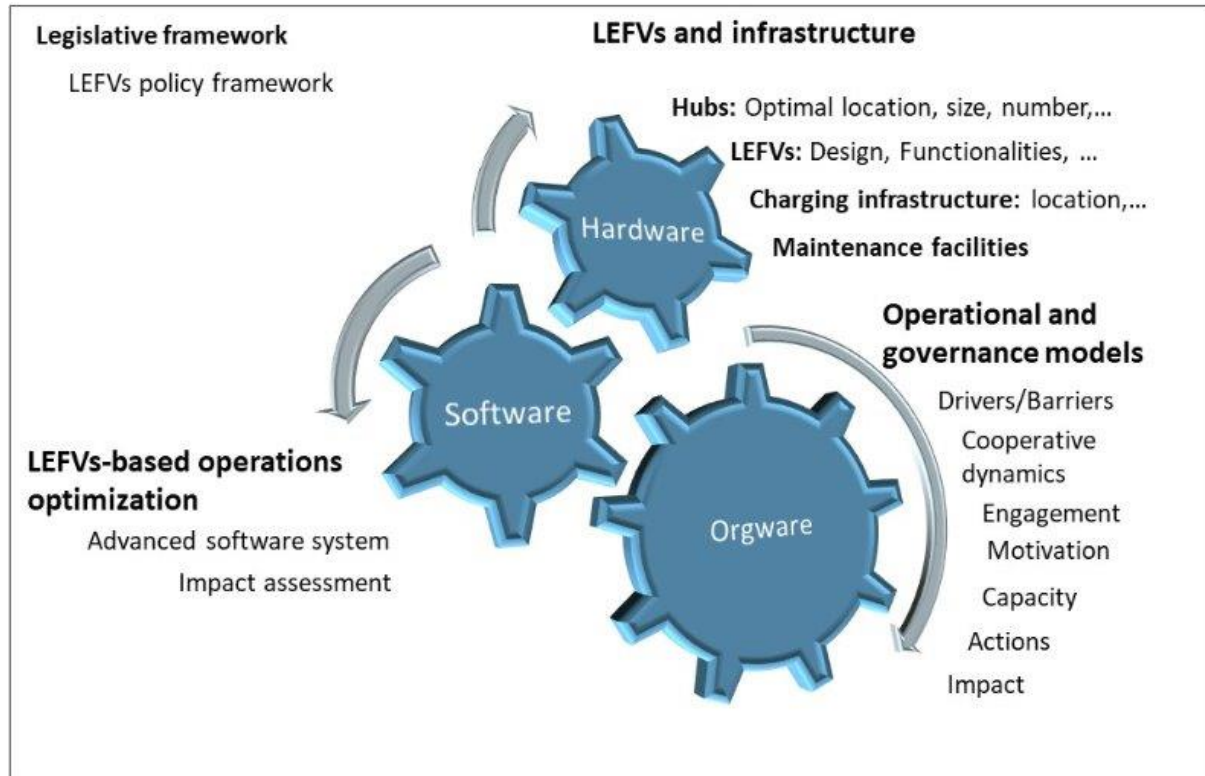 Legislative framework
LEFVs policy framework
LEFVs and infrastructure
Hubs: Optimal location, size, number,...
LEFVs: Design, Functionalities, ...
Charging infrastructure: location,...
Maintenance facilities
Hardware
Software
Orgware
LEFVs-based operations
optimization
Advanced software system
Impact assessment
Operational and
governance models
Drivers/Barriers
Cooperative
dynamics
Engagement
Motivation
Capacity
Actions
Impact